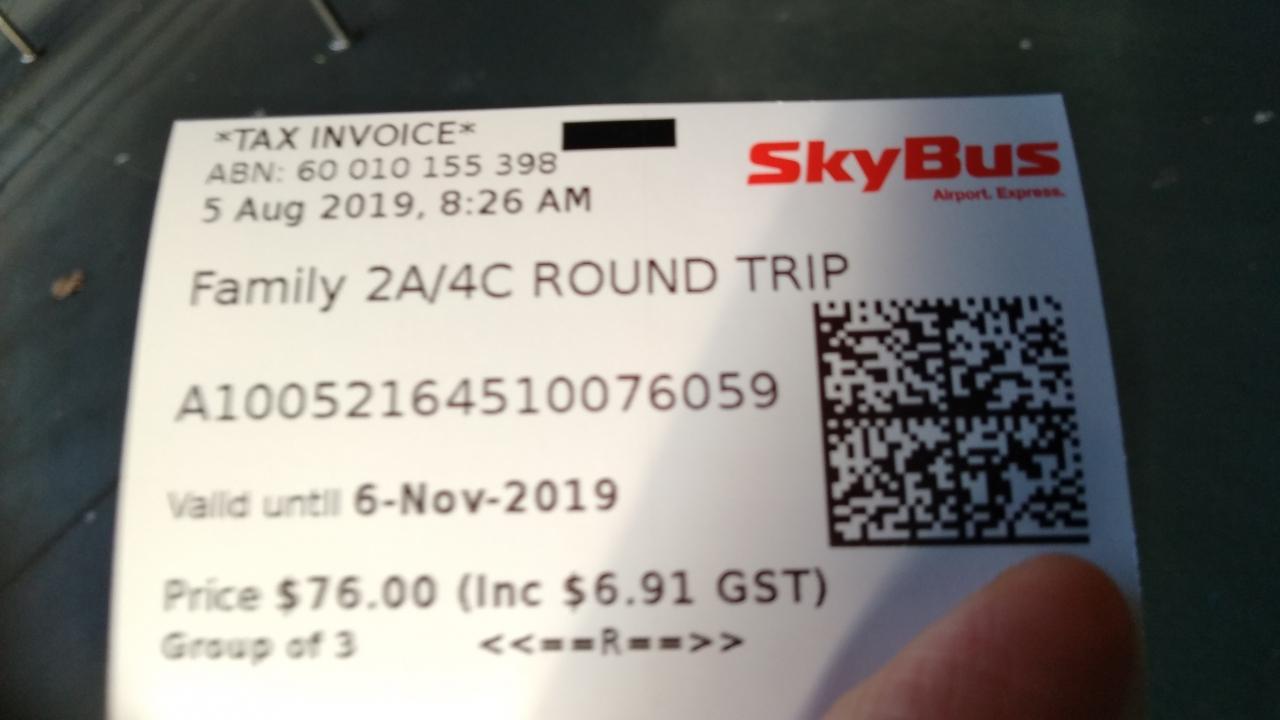 *TAX INVOICE*
ABN: 60 010 155 398
5 Aug 2019, 8:26 AM
SkyBus
Airport. Express.
Family 2A/4C ROUND TRIP
A10052164510076059
Valid until 6-Nov-2019
Price $76.00 (Inc $6.91 GST)
Group of 3 <<==R==>>